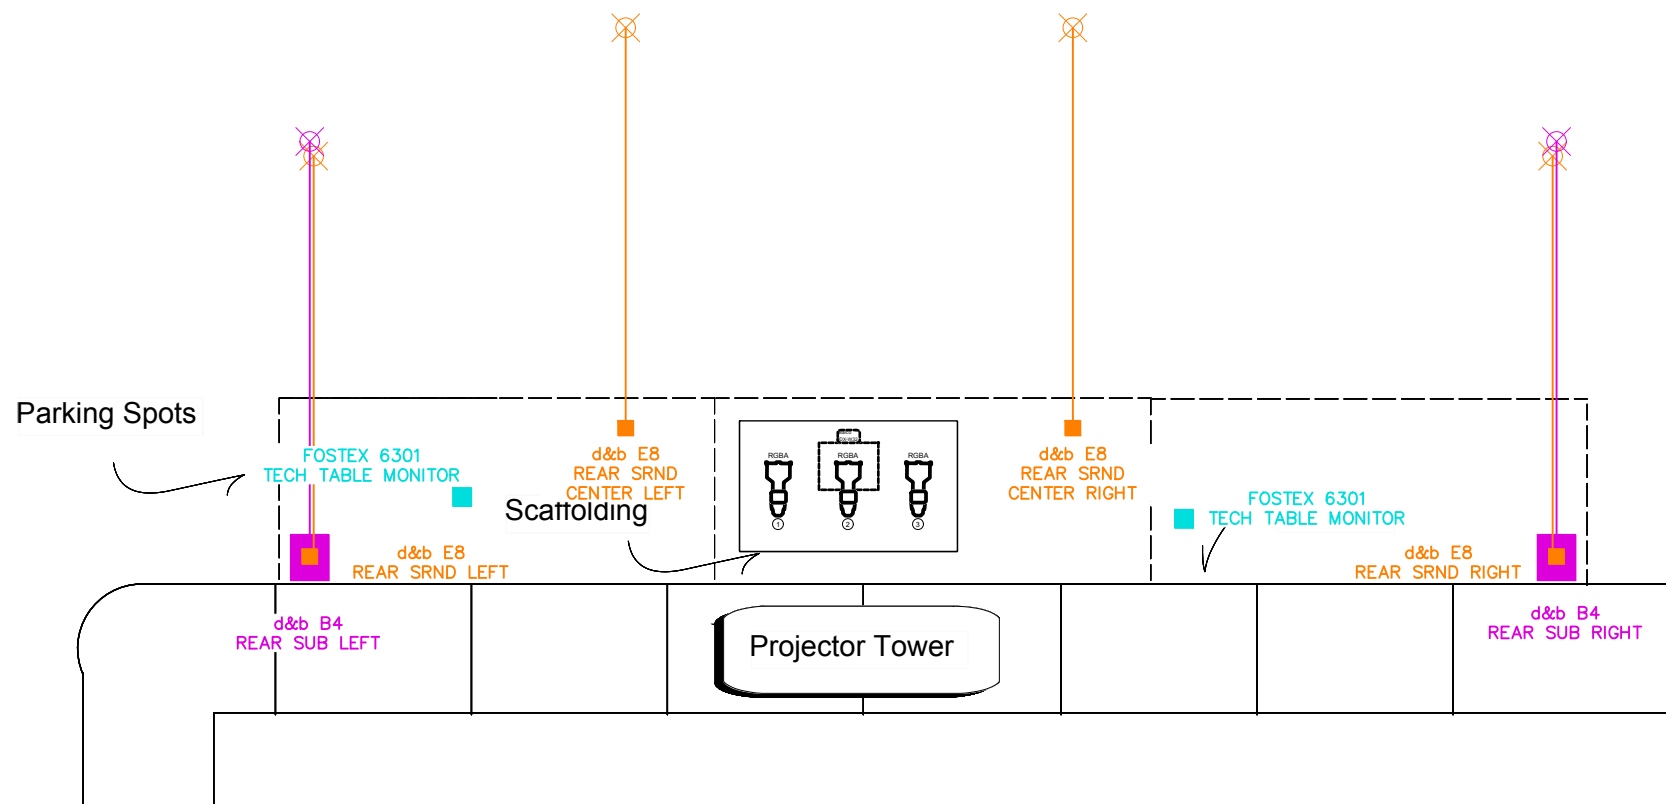 Parking Spots
FOSTEX 6301
TECH TABLE MONITOR
d&b E8
REAR SRND
CENTER LEFT
Scaffolding
RGBA
RGBA
RGBA
1
2
3
d&b E8
REAR SRND
CENTER RIGHT
FOSTEX 6301
TECH TABLE MONITOR
d&b E8
REAR SRND LEFT
d&b E8
REAR SRND RIGHT
d&b B4
REAR SUB LEFT
Projector Tower
d&b B4
REAR SUB RIGHT